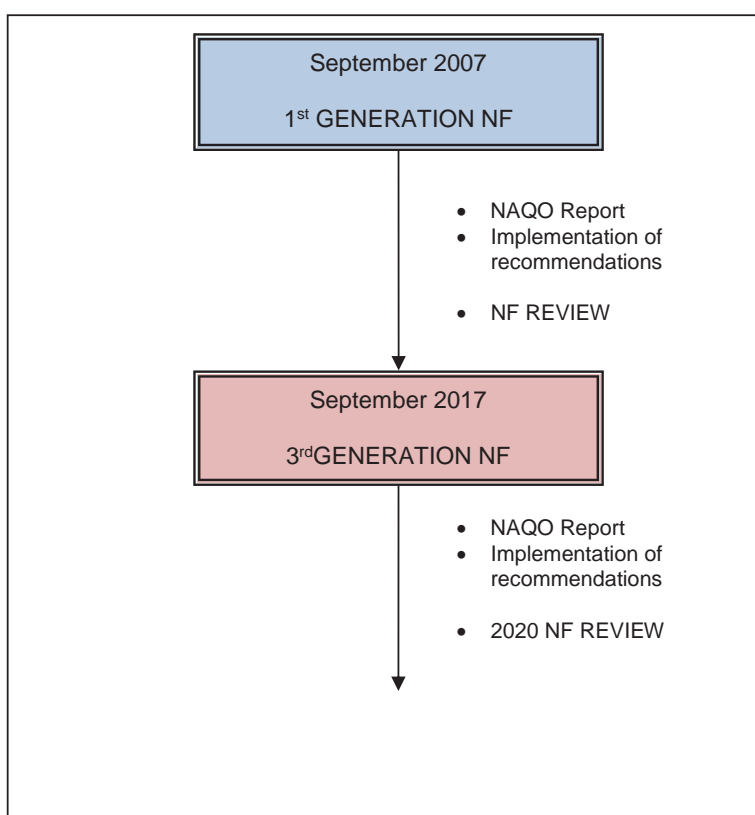 September 2007
1st GENERATION NF
• NAQO Report
• Implementation of
recommendations
• NF REVIEW
September 2017
3rdGENERATION NF
• NAQO Report
• Implementation of
recommendations
• 2020 NF REVIEW